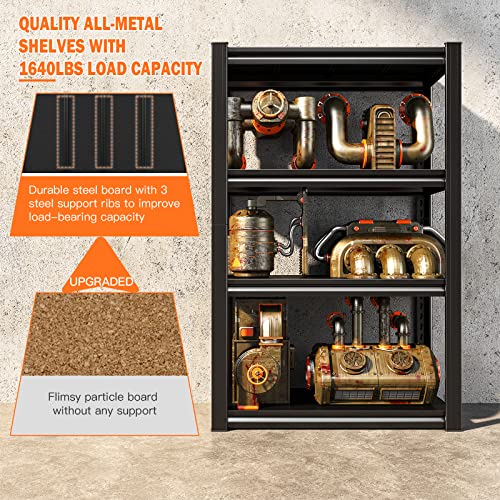 QUALITY ALL-METAL
SHELVES WITH
1640LBS LOAD CAPACITY
Durable steel board with 3
steel support ribs to improve
load-bearing capacity
UPGRADED
Flimsy particle board
without any support